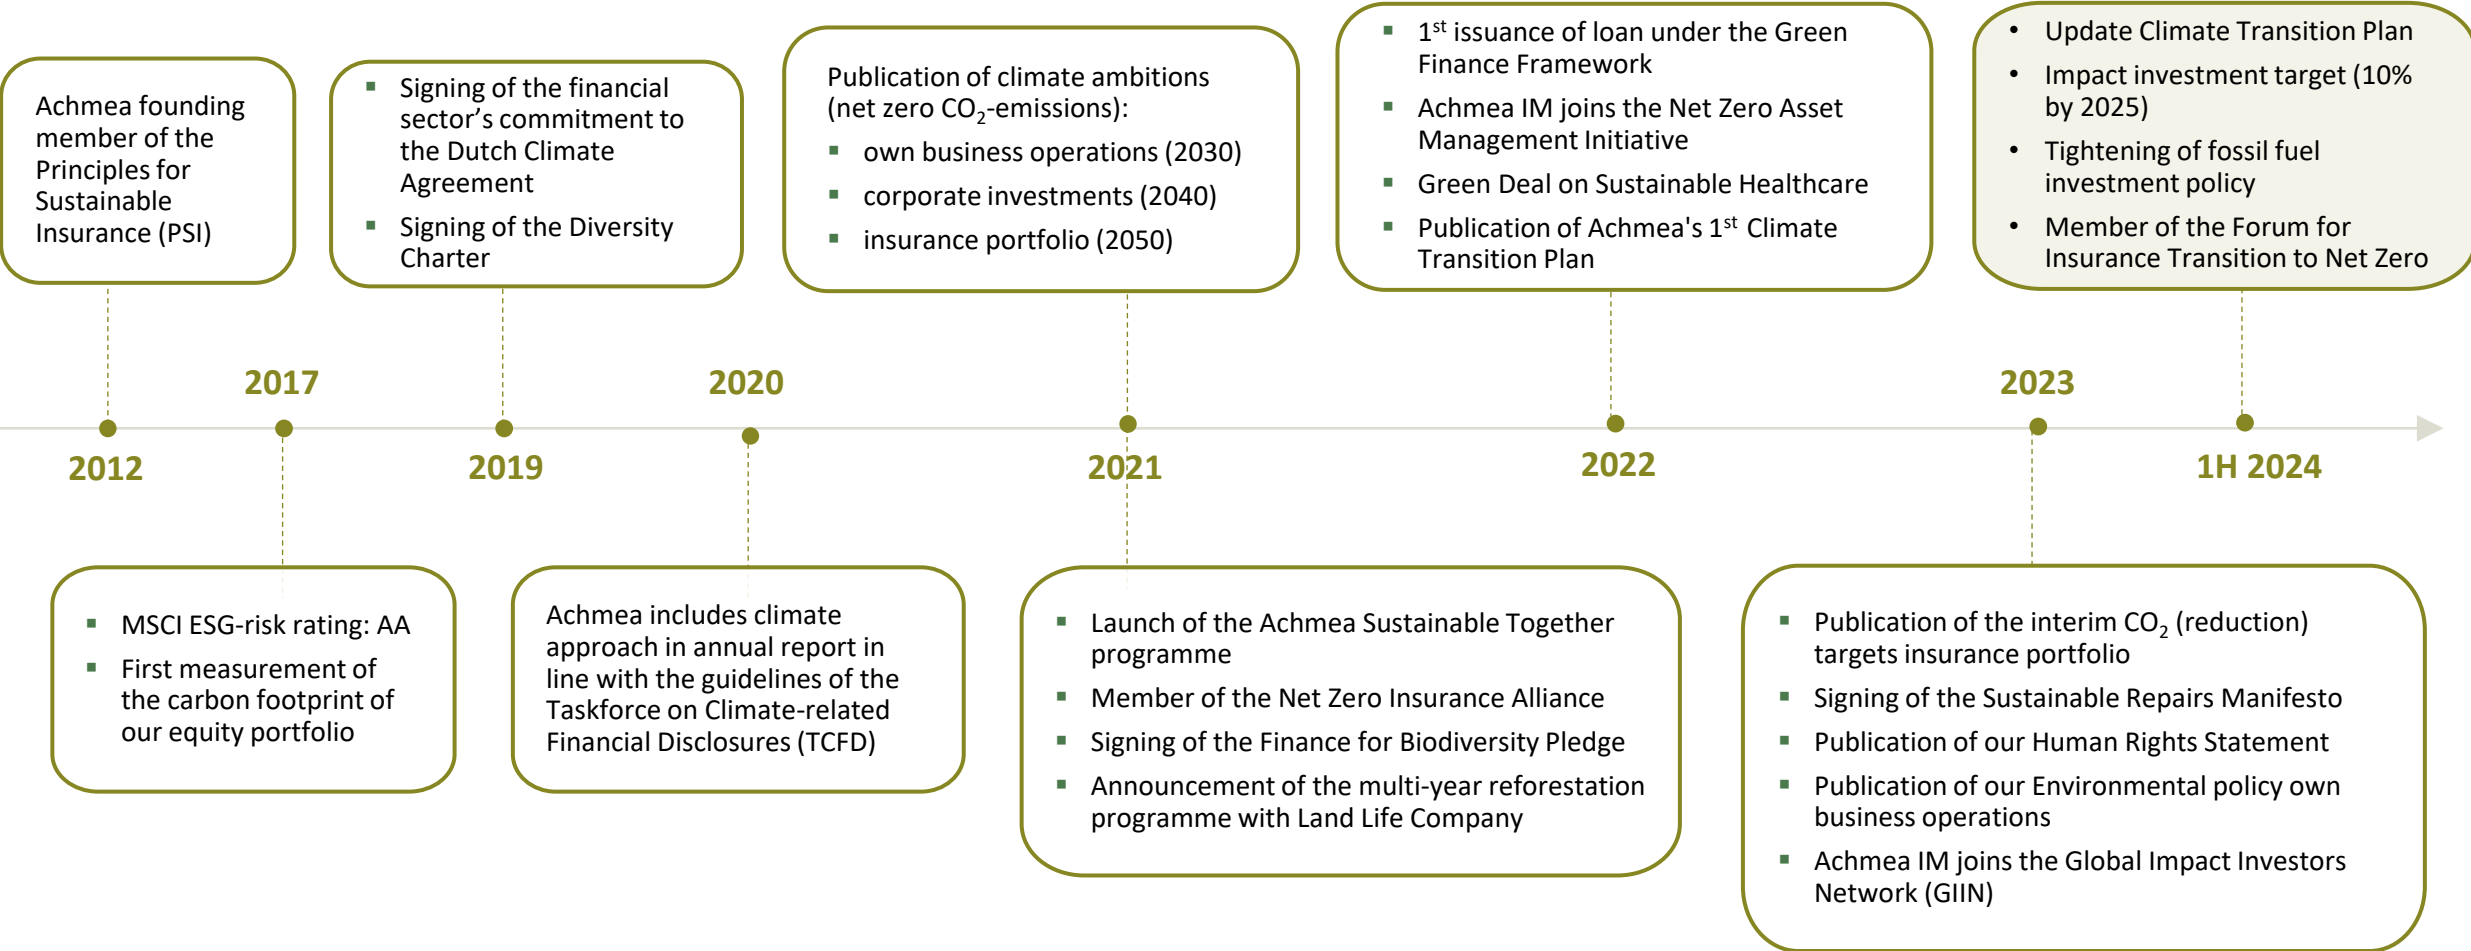 Achmea founding
member of the
Principles for
Sustainable
Insurance (PSI)
▪ Signing of the financial
sector’s commitment to
the Dutch Climate
Agreement
▪ Signing of the Diversity
Charter
Publication of climate ambitions
(net zero CO₂-emissions):
▪ own business operations (2030)
▪ corporate investments (2040)
▪ insurance portfolio (2050)
▪ 1st issuance of loan under the Green
Finance Framework
▪ Achmea IM joins the Net Zero Asset
Management Initiative
▪ Green Deal on Sustainable Healthcare
▪ Publication of Achmea's 1st Climate
Transition Plan
• Update Climate Transition Plan
• Impact investment target (10%
by 2025)
• Tightening of fossil fuel
investment policy
• Member of the Forum for
Insurance Transition to Net Zero
2017
2020
2023
2012
2019
2021
2022
1H 2024
▪ MSCI ESG-risk rating: AA
▪ First measurement of
the carbon footprint of
our equity portfolio
Achmea includes climate
approach in annual report in
line with the guidelines of the
Taskforce on Climate-related
Financial Disclosures (TCFD)
▪ Launch of the Achmea Sustainable Together
programme
▪ Member of the Net Zero Insurance Alliance
▪ Signing of the Finance for Biodiversity Pledge
▪ Announcement of the multi-year reforestation
programme with Land Life Company
▪ Publication of the interim CO₂ (reduction)
targets insurance portfolio
▪ Signing of the Sustainable Repairs Manifesto
▪ Publication of our Human Rights Statement
▪ Publication of our Environmental policy own
business operations
▪ Achmea IM joins the Global Impact Investors
Network (GIIN)